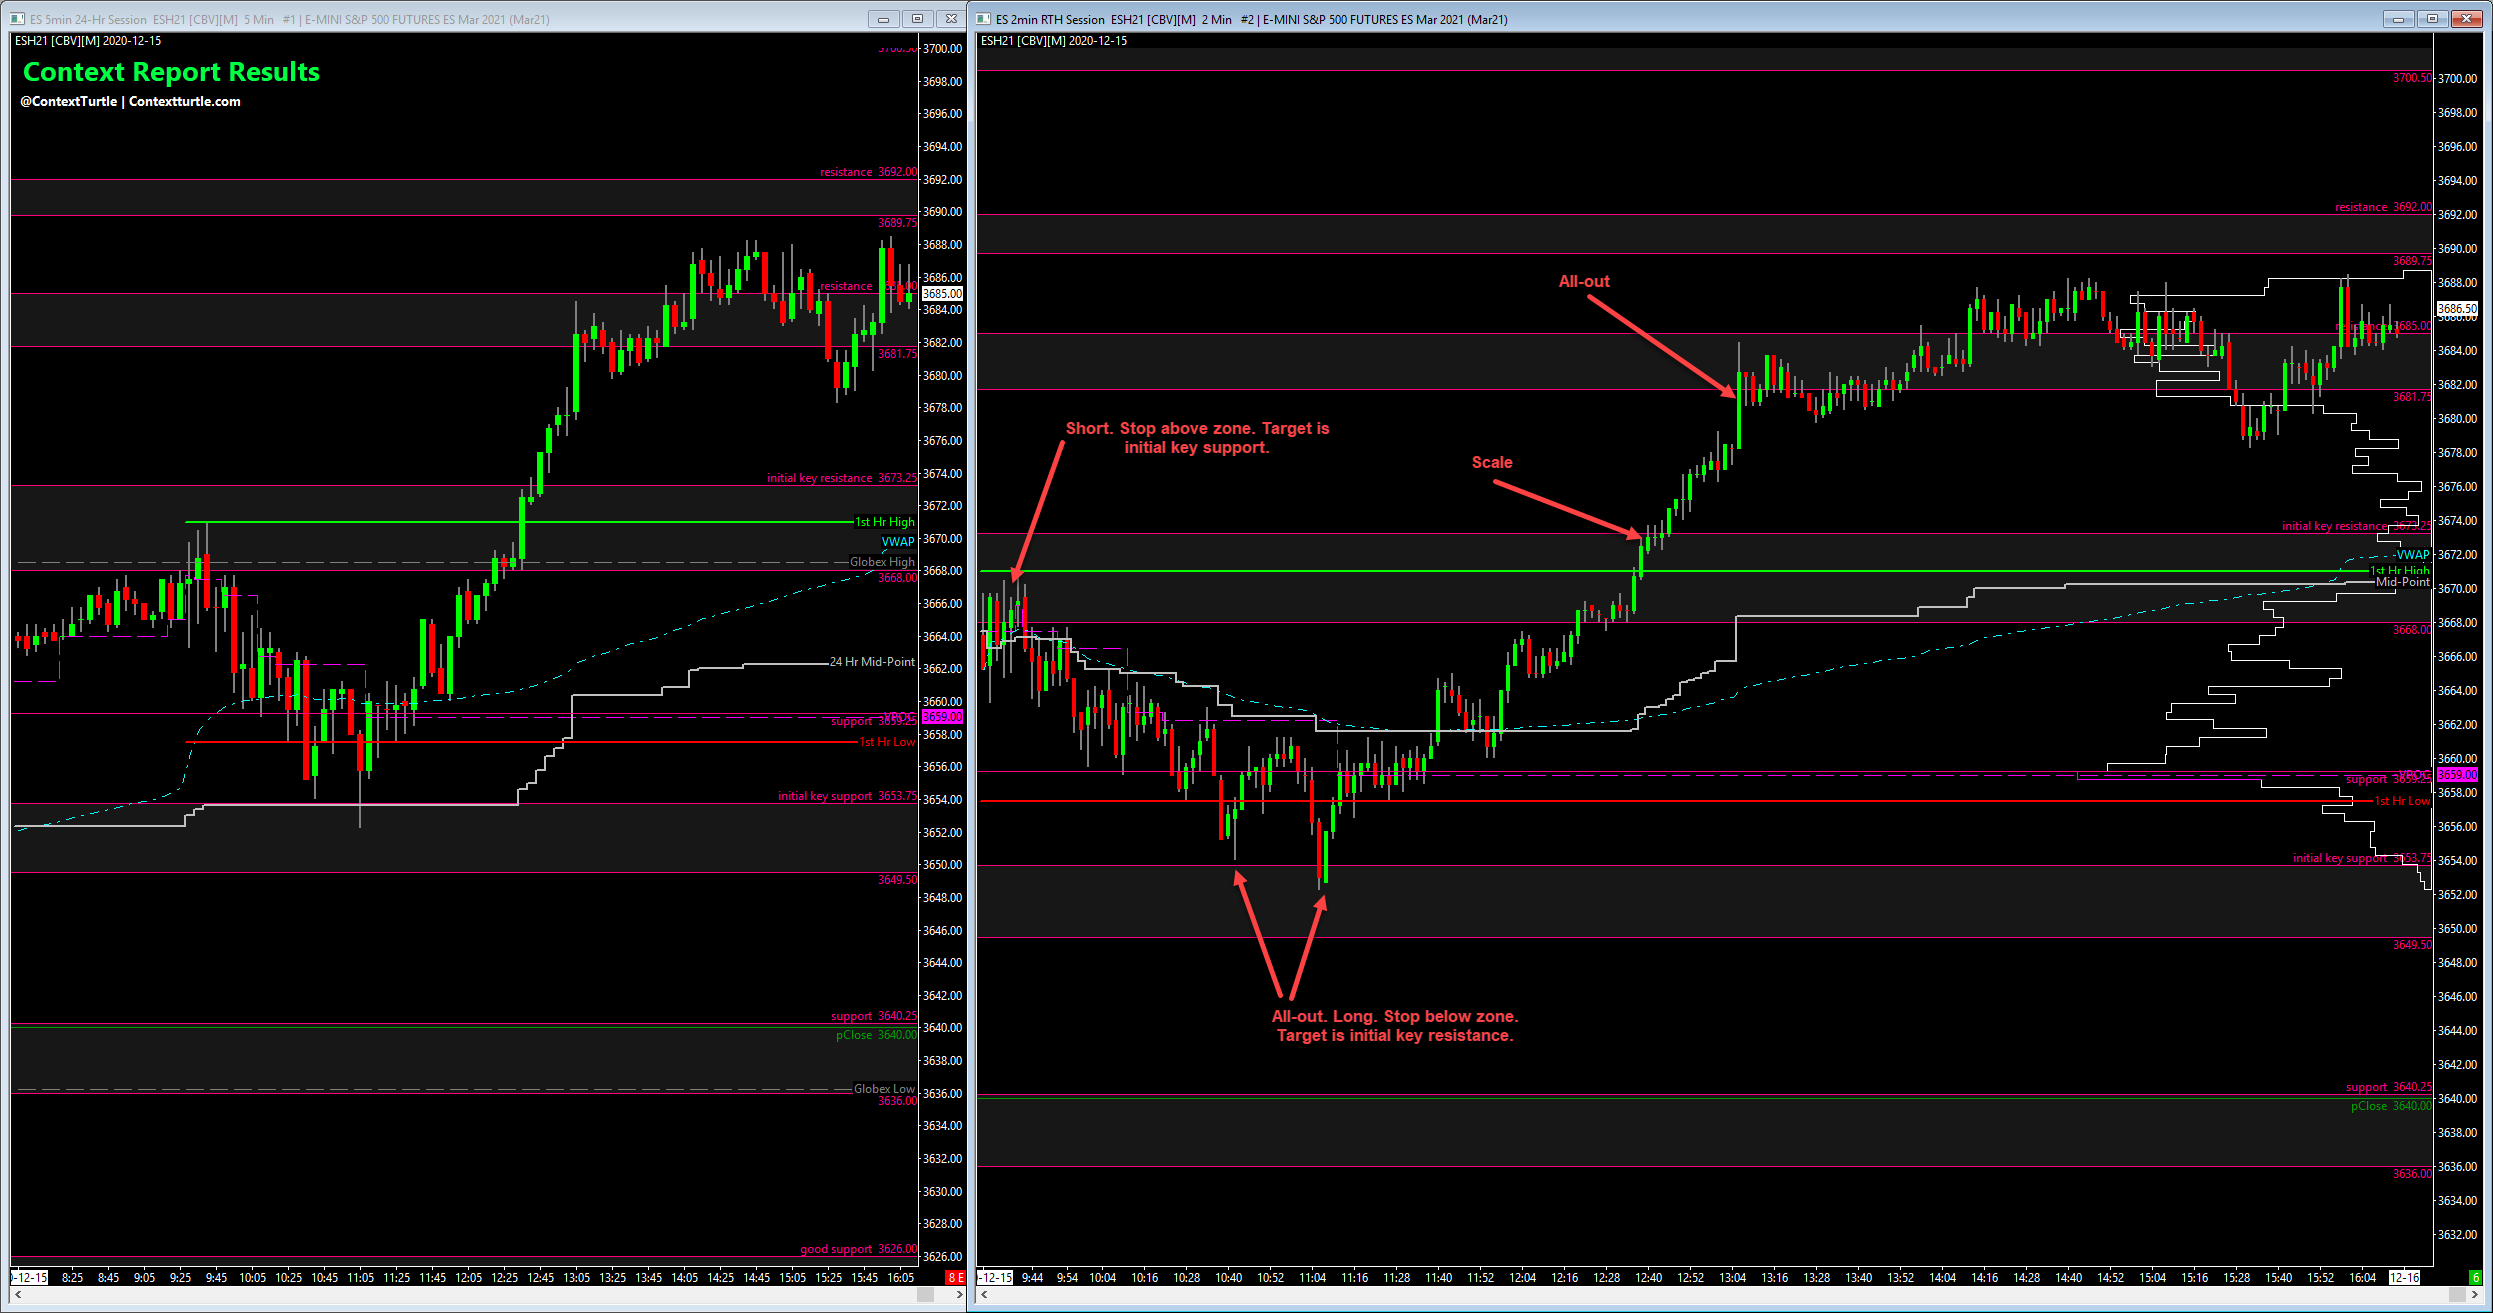 ES 5min 24-Hr Session ESH21 [CBV][M] 5 Min #1 | E-MINI S&P 500 FUTURES ES Mar 2021 (Mar21)
ESH21 [CBV][M] 2020-12-15
Context Report Results
@ContextTurtle | Contextturtle.com
3700.50
resistance 3692.00
3689.75
resistance
3681.75
initial key resistance 3673.25
1st Hr High
VWAP
Globex High
3668.00
24 Hr Mid-Point
VPOC
support 3659.25
1st Hr Low
initial key support 3653.75
3649.50
support 3640.25
pClose 3640.00
Globex Low
3636.00
good support 3626.00
3700.00
3698.00
3696.00
3694.00
3692.00
3690.00
3688.00
3686.00
3685.00
3684.00
3682.00
3680.00
3678.00
3676.00
3674.00
3672.00
3670.00
3668.00
3666.00
3664.00
3662.00
3660.00
3659.00
3658.00
3656.00
3654.00
3652.00
3650.00
3648.00
3646.00
3644.00
3642.00
3640.00
3638.00
3636.00
3634.00
3632.00
3630.00
3628.00
3626.00
-12-15 8:25 8:45 9:05 9:25 9:45 10:05 10:25 10:45 11:05 11:25 11:45 12:05 12:25 12:45 13:05 13:25 13:45 14:05 14:25 14:45 15:05 15:25 15:45 16:05 8 E
ES 2min RTH Session ESH21 [CBV][M] 2 Min #2 | E-MINI S&P 500 FUTURES ES Mar 2021 (Mar21)
ESH21 [CBV][M] 2020-12-15
3700.50
resistance 3692.00
3689.75
All-out
resistance 3685.00
3681.75
Short. Stop above zone. Target is
initial key support.
Scale
initial key resistance 3673.25
VWAP
1st Hr High
Mid-Point
3668.00
VPOC
support 3659.25
1st Hr Low
initial key support 3653.75
3649.50
All-out. Long. Stop below zone.
Target is initial key resistance.
support 3640.25
pClose 3640.00
3636.00
3700.00
3698.00
3696.00
3694.00
3692.00
3690.00
3688.00
3686.50
3686.00
3684.00
3682.00
3680.00
3678.00
3676.00
3674.00
3672.00
3670.00
3668.00
3666.00
3664.00
3662.00
3660.00
3659.00
3658.00
3656.00
3654.00
3652.00
3650.00
3648.00
3646.00
3644.00
3642.00
3640.00
3638.00
3636.00
3634.00
3632.00
-12-15 9:44 9:54 10:04 10:16 10:28 10:40 10:52 11:04 11:16 11:28 11:40 11:52 12:04 12:16 12:28 12:40 12:52 13:04 13:16 13:28 13:40 13:52 14:04 14:16 14:28 14:40 14:52 15:04 15:16 15:28 15:40 15:52 16:04 12-16 6